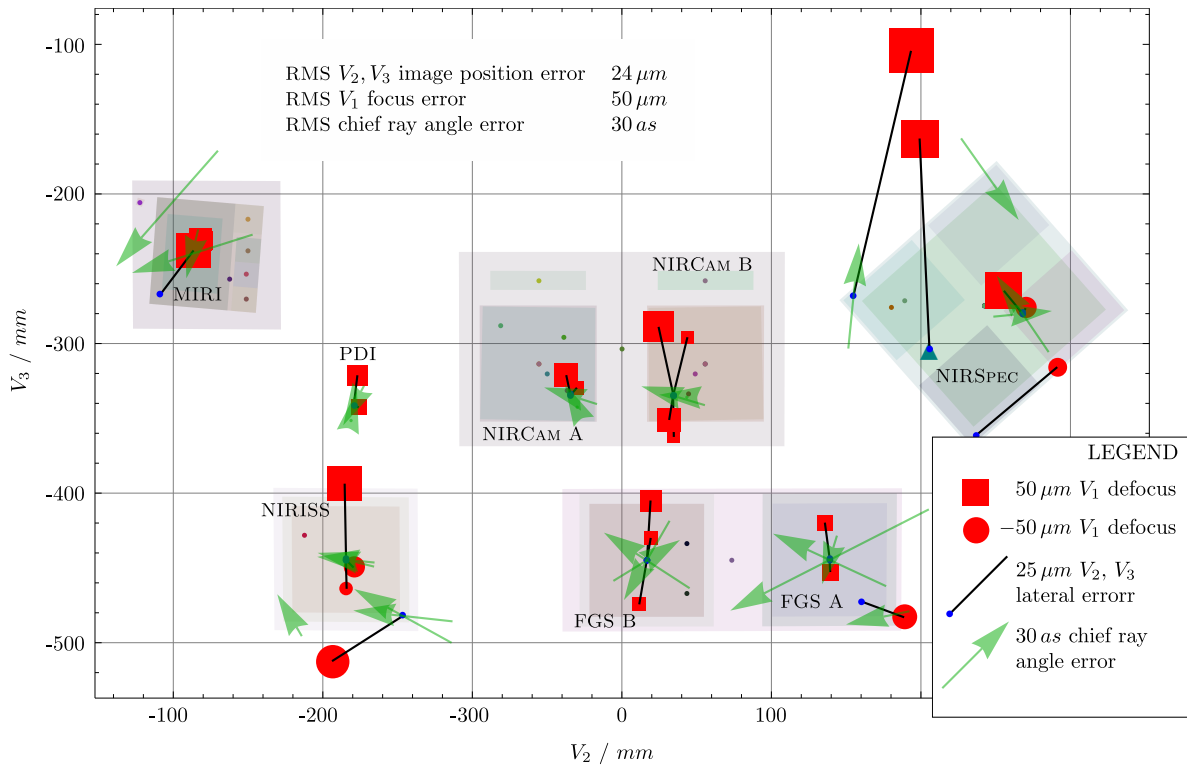 -100
RMS V₂, V₃ image position error 24 μm
RMS V₁ focus error 50 μm
RMS chief ray angle error 30 as
-200
MIRI
NIRCAM B
-300
V₃ / mm
PDI
NIRSPEC
NIRCAM A
-400
NIRISS
FGS B
FGS A
-500
LEGEND
50 μm V₁ defocus
−50 μm V₁ defocus
25 μm V₂, V₃
lateral erorr
30 as chief ray
angle error
-100 -200 -300 0 100
V₂ / mm